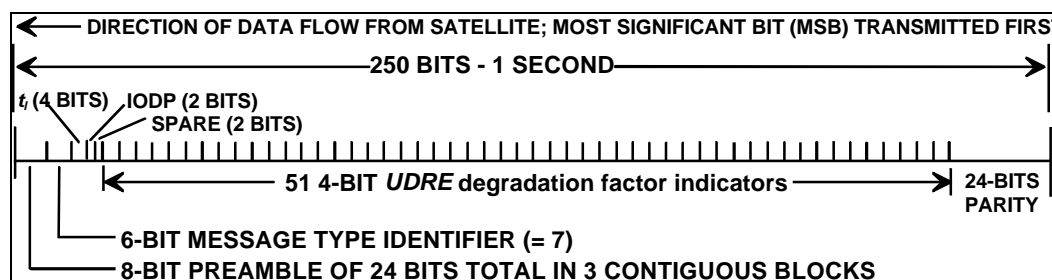 DIRECTION OF DATA FLOW FROM SATELLITE; MOST SIGNIFICANT BIT (MSB) TRANSMITTED FIRST
250 BITS - 1 SECOND
tᵢ (4 BITS)
IODP (2 BITS)
SPARE (2 BITS)
51 4-BIT UDRE degradation factor indicators
24-BITS
PARITY
6-BIT MESSAGE TYPE IDENTIFIER (= 7)
8-BIT PREAMBLE OF 24 BITS TOTAL IN 3 CONTIGUOUS BLOCKS